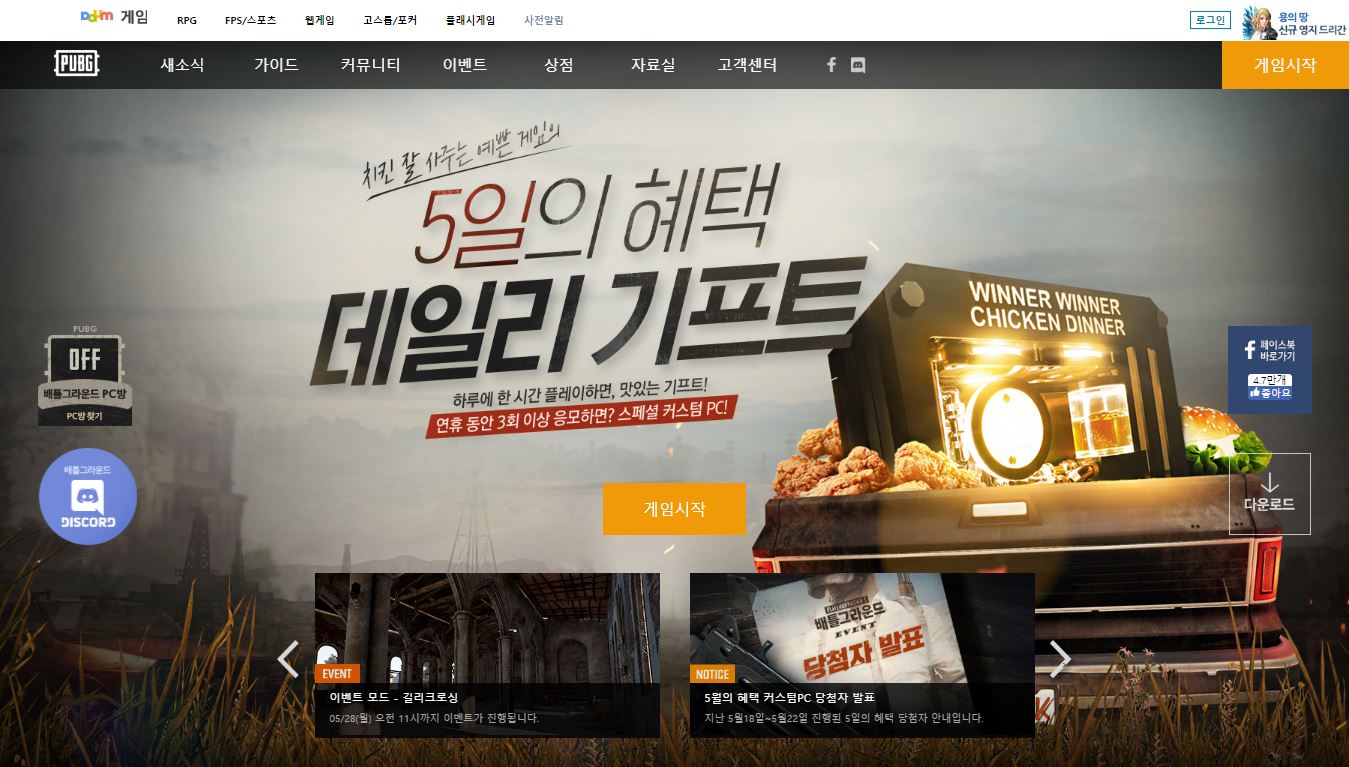 Daum 게임
RPG
FPS/스포츠
웹게임
고스톱/포커
플래시게임
사전알림
로그인
용의 땅
신규 영지 드리간
PUBG
새소식
가이드
커뮤니티
이벤트
상점
자료실
고객센터
게임시작
치킨 잘 사주는 예쁜 게임의
5일의 혜택
데일리 기프트
하루에 한 시간 플레이하면, 맛있는 기프트!
연휴 동안 3회 이상 응모하면? 스페셜 커스텀 PC!
WINNER WINNER
CHICKEN DINNER
PUBG
OFF
배틀그라운드 PC방
PC방 찾기
페이스북
바로가기
4.7만개
좋아요
배틀그라운드
DISCORD
다운로드
게임시작
EVENT
이벤트 모드 - 길리크로싱
05/28(월) 오전 11시까지 이벤트가 진행됩니다.
배틀그라운드
EVENT
당첨자 발표
NOTICE
5월의 혜택 커스텀PC 당첨자 발표
지난 5월18일~5월22일 진행된 5일의 혜택 당첨자 안내입니다.